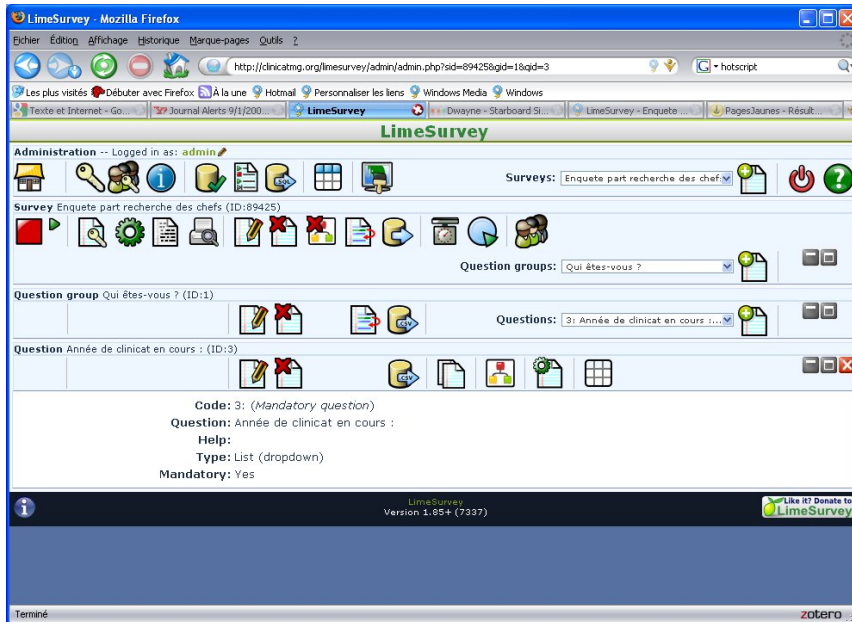 LimeSurvey - Mozilla Firefox
Fichier Édition Affichage Historique Marque-pages Outils ?
http://clinicatmg.org/limesurvey/admin/admin.php?sid=89425&gid=1&qid=3 G hotscript
Les plus visités Débuter avec Firefox À la une Hotmail Personnaliser les liens Windows Media Windows
Texte et Internet - Go... Journal Alerts 9/1/200... LimeSurvey Dwayne - Starboard Si... LimeSurvey - Enquete ... PagesJaunes - Résult...
LimeSurvey
Administration -- Logged in as: admin
SQL
Surveys: Enquete part recherche des chefs
Survey Enquete part recherche des chefs (ID:89425)
Question groups: Qui êtes-vous ?
Question group Qui êtes-vous ? (ID:1)
CSV
Questions: 3: Année de clinicat en cours :...
Question Année de clinicat en cours : (ID:3)
CSV
Code: 3: (Mandatory question)
Question: Année de clinicat en cours :
Help:
Type: List (dropdown)
Mandatory: Yes
LimeSurvey
Version 1.85+ (7337)
Like it? Donate to
LimeSurvey
Terminé zotero